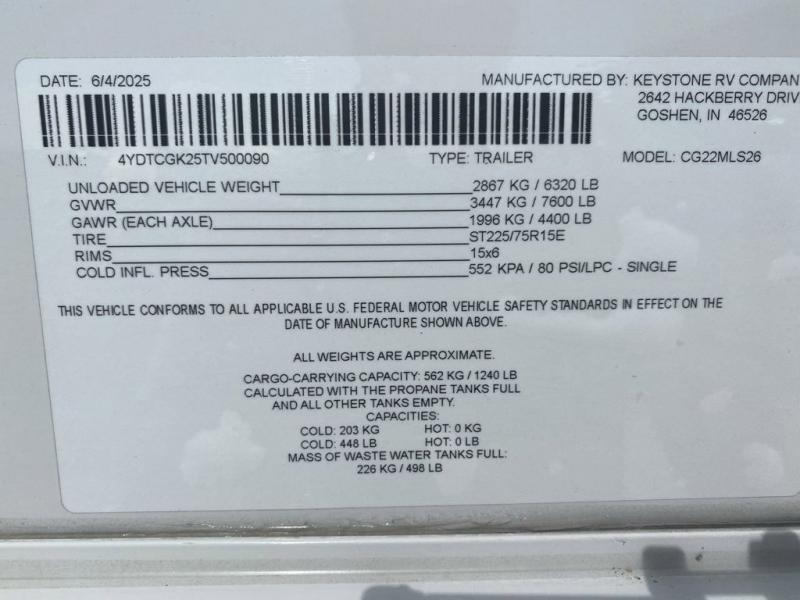 DATE: 6/4/2025 MANUFACTURED BY: KEYSTONE RV COMPAN
2642 HACKBERRY DRIV
GOSHEN, IN 46526
V.I.N.: 4YDTCGK25TV500090 TYPE: TRAILER MODEL: CG22MLS26
UNLOADED VEHICLE WEIGHT 2867 KG / 6320 LB
GVWR 3447 KG / 7600 LB
GAWR (EACH AXLE) 1996 KG / 4400 LB
TIRE ST225/75R15E
RIMS 15x6
COLD INFL. PRESS 552 KPA / 80 PSI/LPC - SINGLE
THIS VEHICLE CONFORMS TO ALL APPLICABLE U.S. FEDERAL MOTOR VEHICLE SAFETY STANDARDS IN EFFECT ON THE
DATE OF MANUFACTURE SHOWN ABOVE.
ALL WEIGHTS ARE APPROXIMATE.
CARGO-CARRYING CAPACITY: 562 KG / 1240 LB
CALCULATED WITH THE PROPANE TANKS FULL
AND ALL OTHER TANKS EMPTY.
CAPACITIES:
COLD: 203 KG HOT: 0 KG
COLD: 448 LB HOT: 0 LB
MASS OF WASTE WATER TANKS FULL:
226 KG / 498 LB